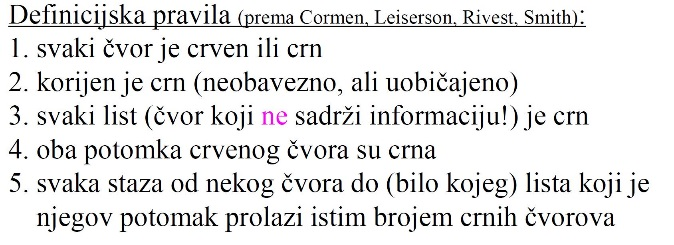 Definicijska pravila (prema Cormen, Leiserson, Rivest, Smith):
1. svaki čvor je crven ili crn
2. korijen je crn (neobavezno, ali uobičajeno)
3. svaki list (čvor koji ne sadrži informaciju!) je crn
4. oba potomka crvenog čvora su crna
5. svaka staza od nekog čvora do (bilo kojeg) lista koji je
njegov potomak prolazi istim brojem crnih čvorova